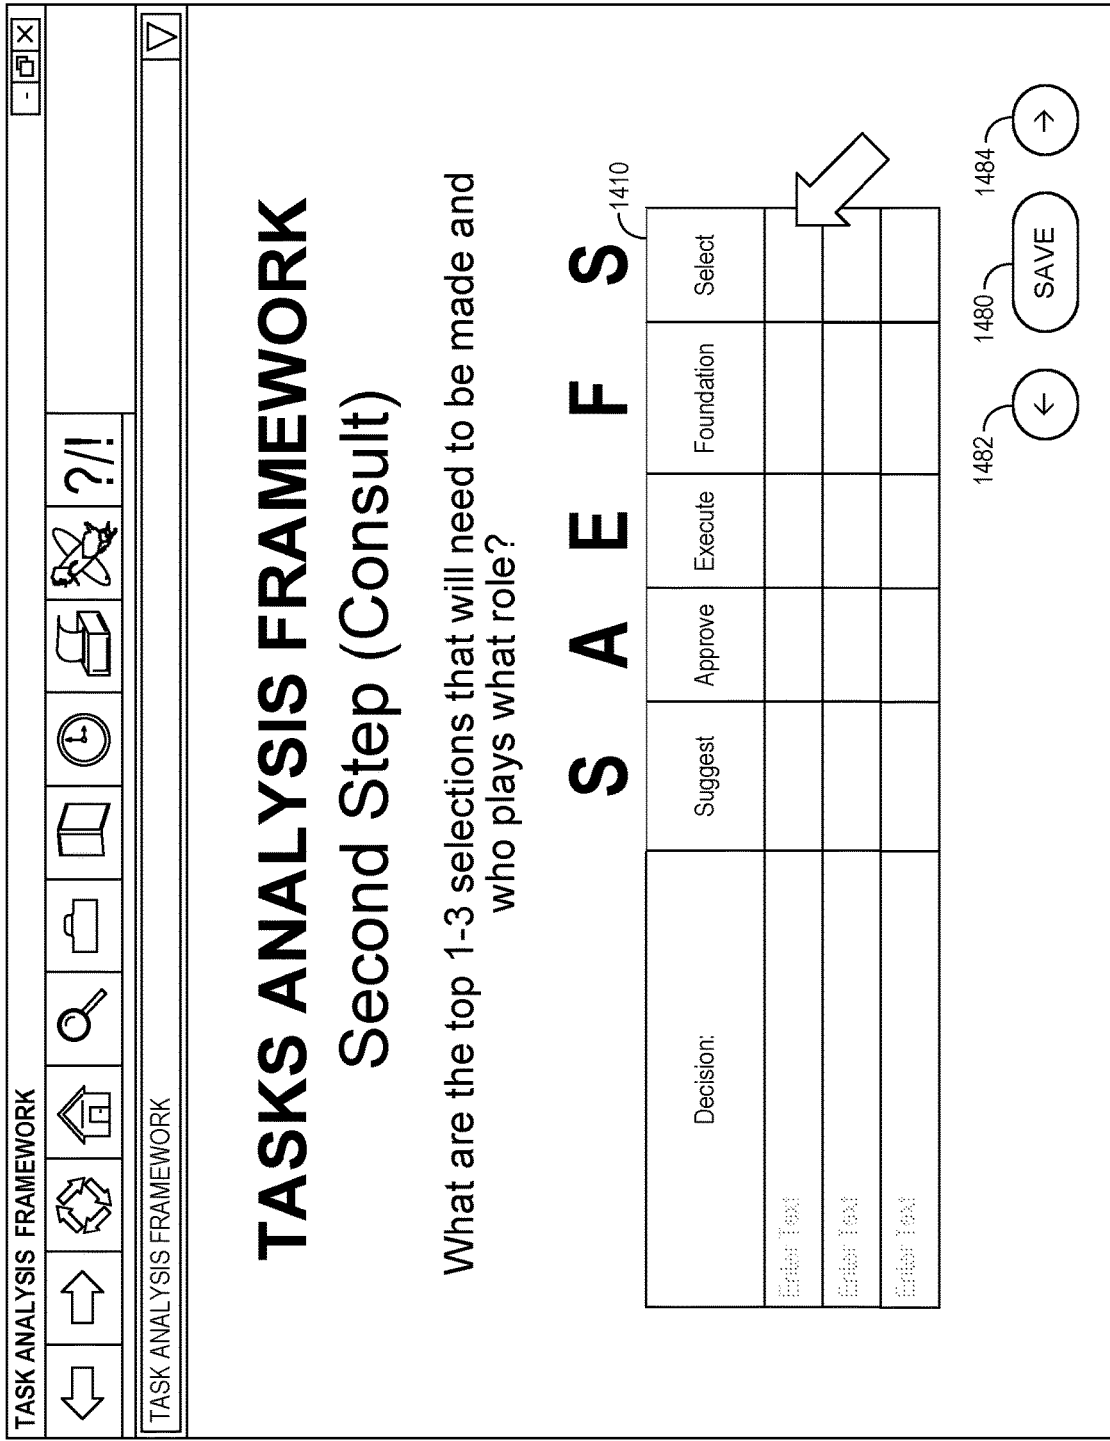 TASK ANALYSIS FRAMEWORK
- X
?/!
TASK ANALYSIS FRAMEWORK
TASKS ANALYSIS FRAMEWORK
Second Step (Consult)
What are the top 1-3 selections that will need to be made and
who plays what role?
S A E F S
1410
Decision: Suggest Approve Execute Foundation Select
Enter Text
Enter Text
Enter Text
1482 1480 1484
← SAVE →